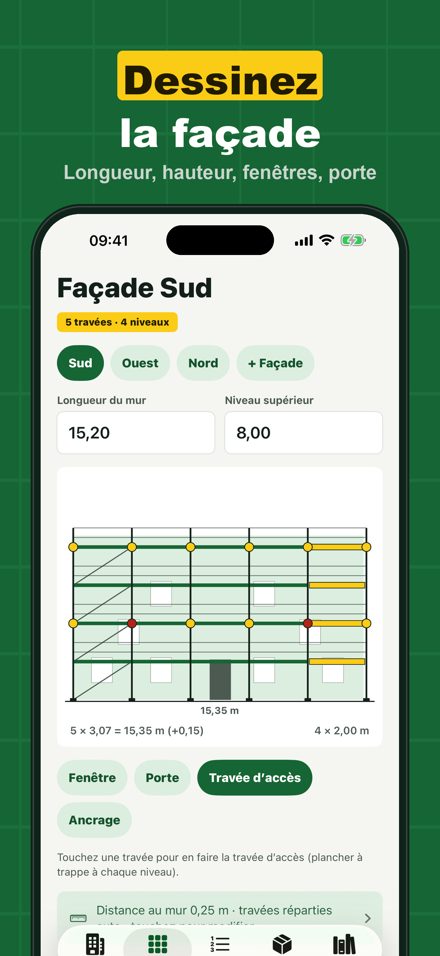 Dessinez
la façade
Longueur, hauteur, fenêtres, porte
09:41
Façade Sud
5 travées · 4 niveaux
Sud
Ouest
Nord
+ Façade
Longueur du mur
Niveau supérieur
15,20
8,00
15,35 m
5 × 3,07 = 15,35 m (+0,15)
4 × 2,00 m
Fenêtre
Porte
Travée d’accès
Ancrage
Touchez une travée pour en faire la travée d’accès (plancher à
trappe à chaque niveau).
Distance au mur 0,25 m · travées réparties